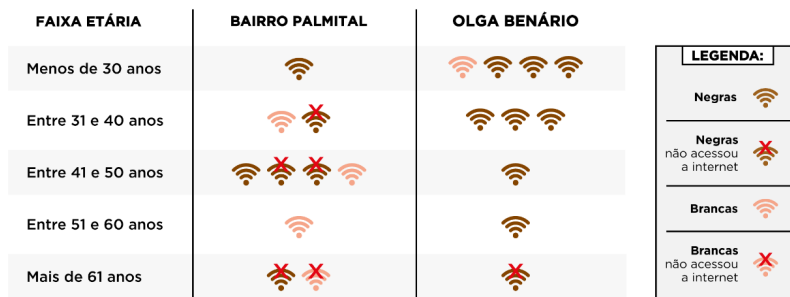 FAIXA ETÁRIA
BAIRRO PALMITAL
OLGA BENÁRIO
Menos de 30 anos
Entre 31 e 40 anos
Entre 41 e 50 anos
Entre 51 e 60 anos
Mais de 61 anos
LEGENDA:
Negras
Negras
não acessou
a internet
Brancas
Brancas
não acessou
a internet